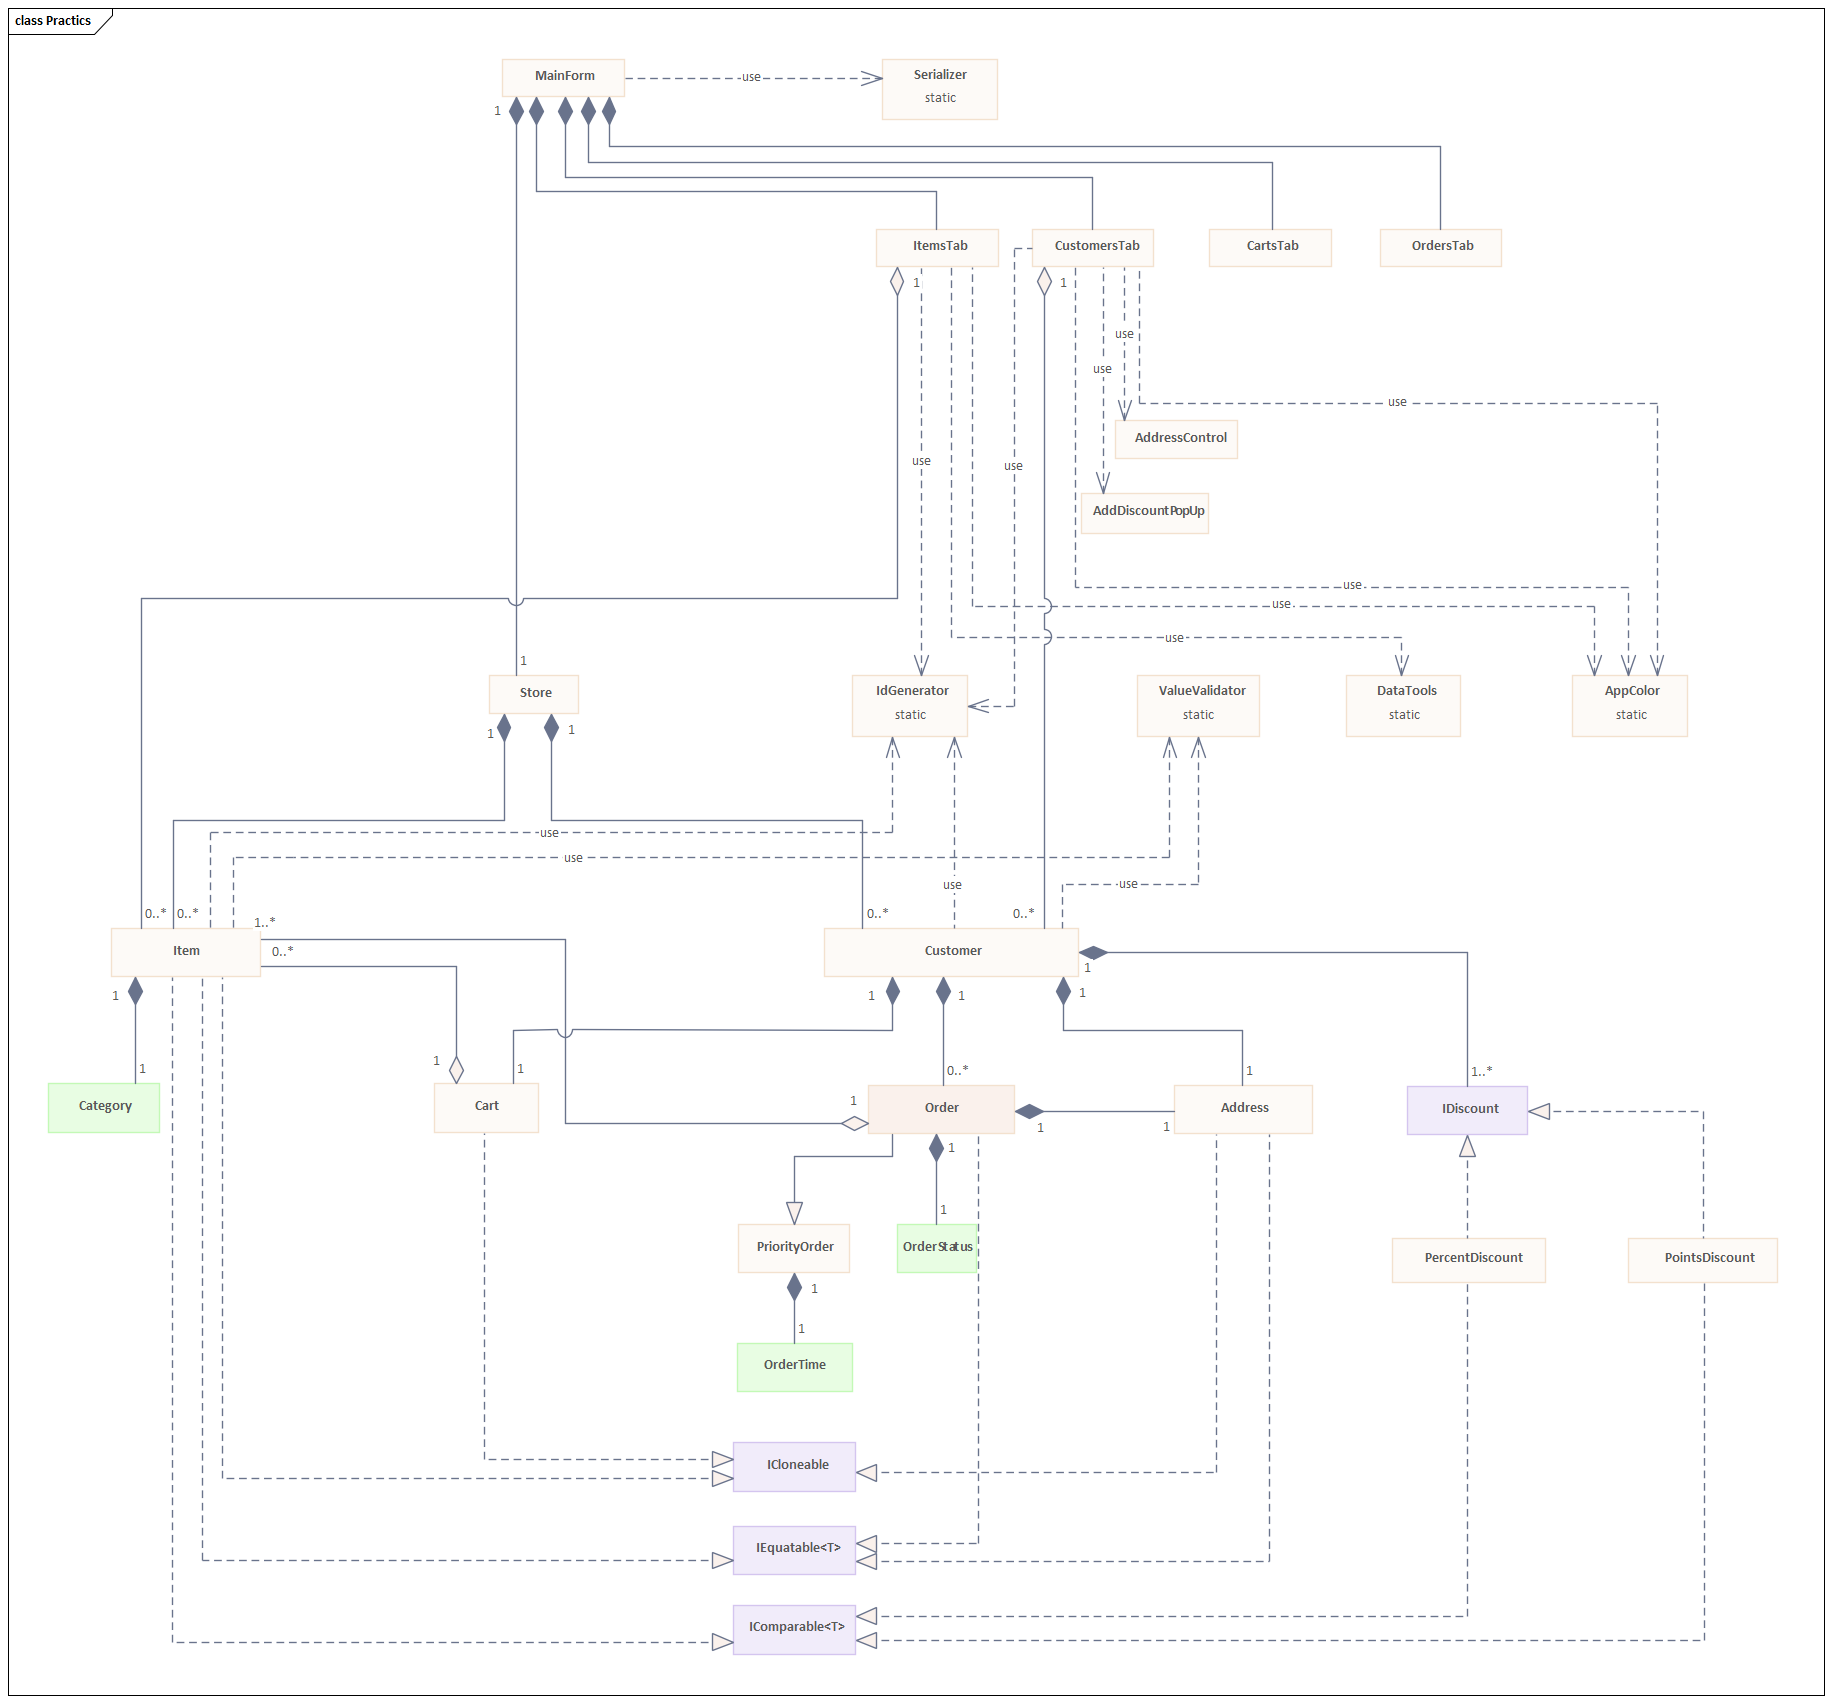 class Practics
MainForm
use
Serializer
static
1
ItemsTab
CustomersTab
CartsTab
OrdersTab
1
1
use
use
use
AddressControl
use
use
AddDiscountPopUp
use
use
use
1
Store
IdGenerator
static
ValueValidator
static
DataTools
static
AppColor
static
1
1
use
use
use
use
0..*
0..*
1..*
0..*
0..*
Item
0..*
Customer
1
1
1
1
1
1
1
1
0..*
1
1..*
Category
Cart
1
Order
Address
IDiscount
1
1
1
1
PriorityOrder
OrderStatus
PercentDiscount
PointsDiscount
1
1
OrderTime
ICloneable
IEquatable<T>
IComparable<T>